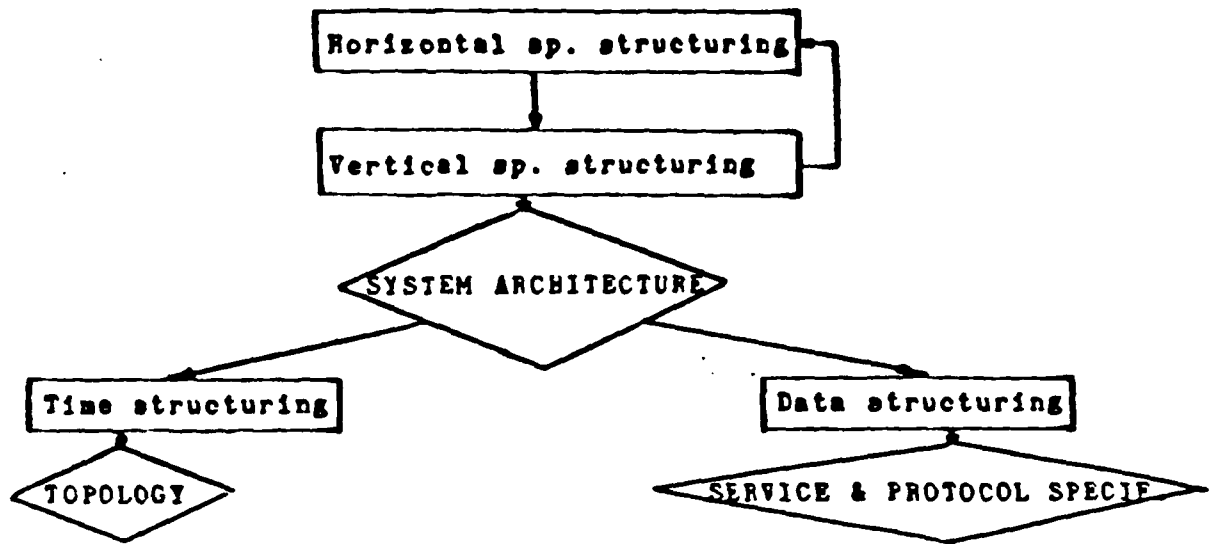 Horizontal sp. structuring
Vertical sp. structuring
SYSTEM ARCHITECTURE
Time structuring
Data structuring
TOPOLOGY
SERVICE & PROTOCOL SPECIF